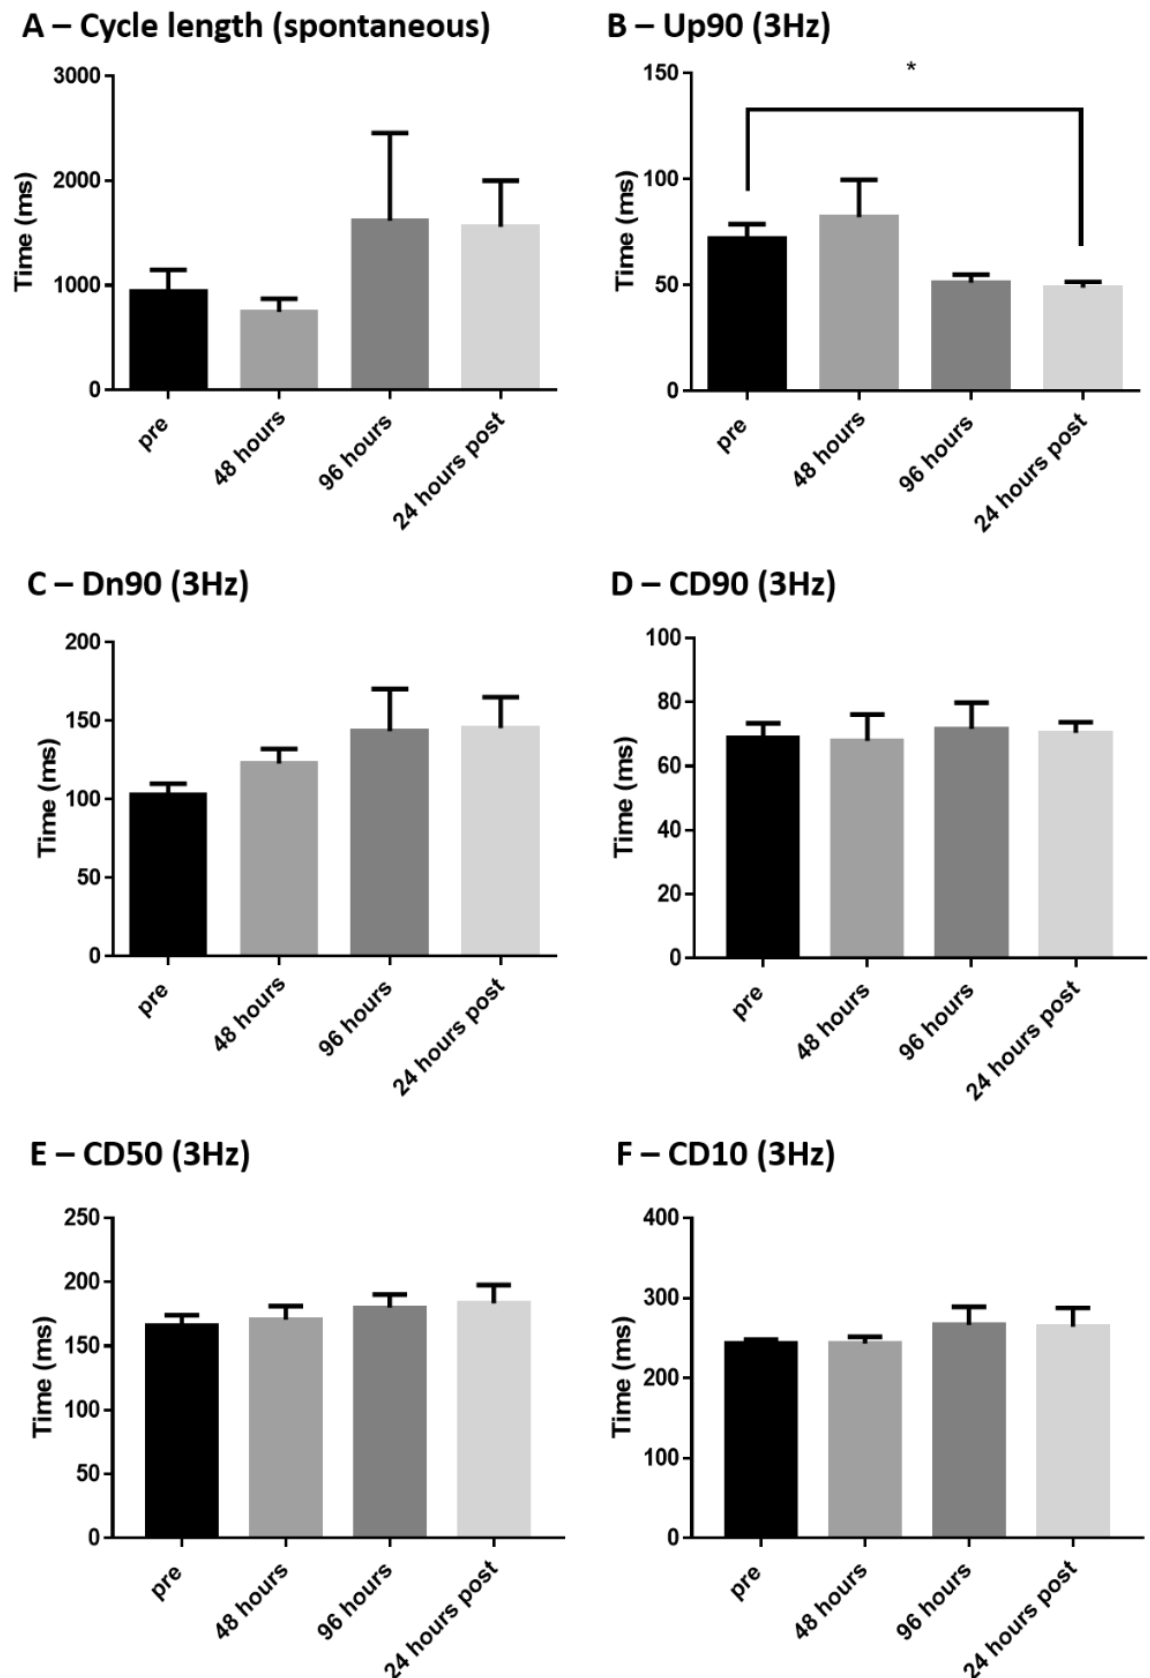 A – Cycle length (spontaneous)
3000
2000
1000
0
Time (ms)
pre
48 hours
96 hours
24 hours post
B – Up90 (3Hz)
*
150
100
50
0
Time (ms)
pre
48 hours
96 hours
24 hours post
C – Dn90 (3Hz)
200
150
100
50
0
Time (ms)
pre
48 hours
96 hours
24 hours post
D – CD90 (3Hz)
100
80
60
40
20
0
Time (ms)
pre
48 hours
96 hours
24 hours post
E – CD50 (3Hz)
250
200
150
100
50
0
Time (ms)
pre
48 hours
96 hours
24 hours post
F – CD10 (3Hz)
400
300
200
100
0
Time (ms)
pre
48 hours
96 hours
24 hours post